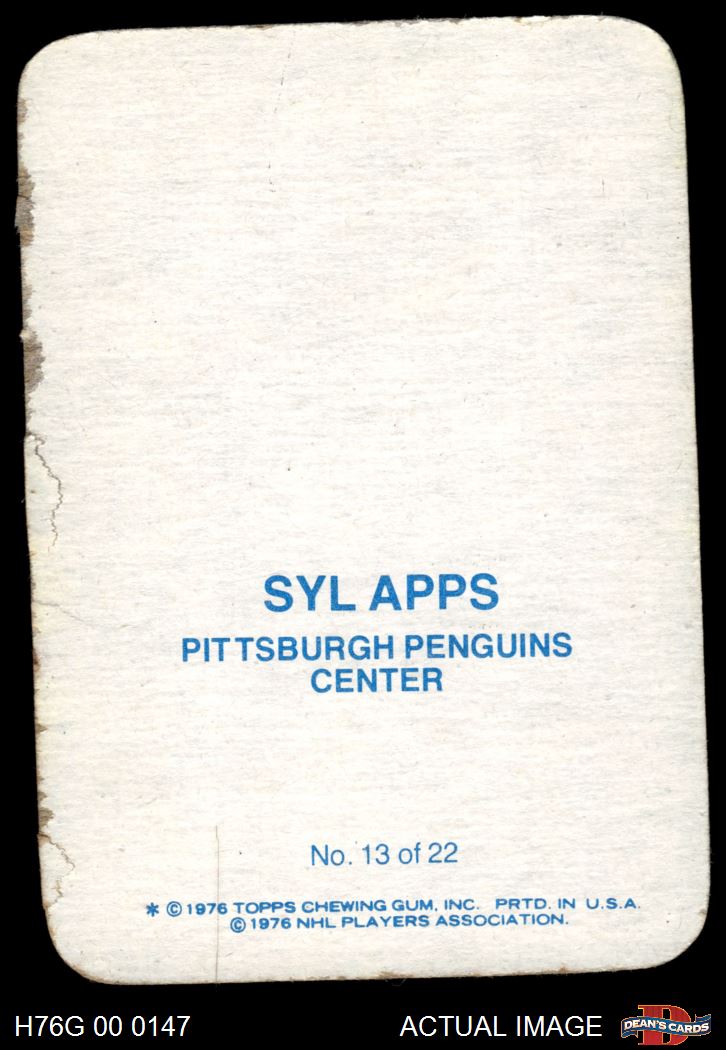 SYL APPS
PITTSBURGH PENGUINS
CENTER
No. 13 of 22
* © 1976 TOPPS CHEWING GUM, INC. PRTD. IN U.S.A.
© 1976 NHL PLAYERS ASSOCIATION.
H76G 00 0147
ACTUAL IMAGE
D
DEAN'S CARDS